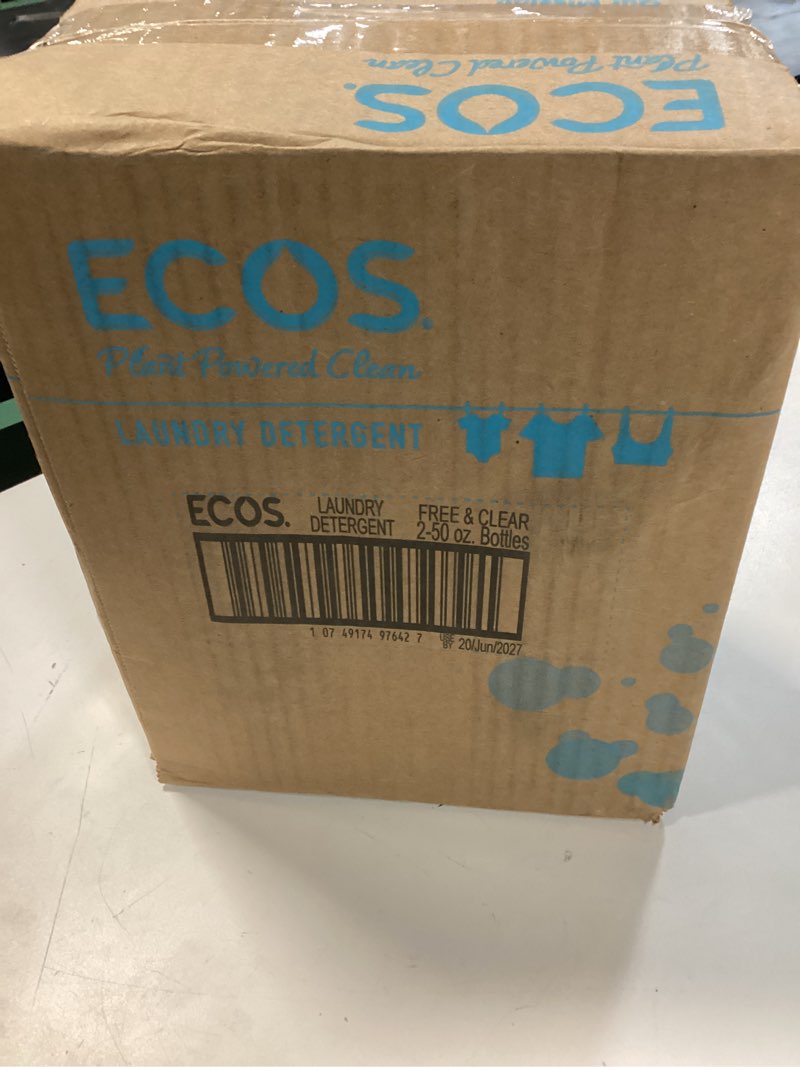 Plant Powered Clean
ECOS.
ECOS.
Plant Powered Clean
LAUNDRY DETERGENT
ECOS. LAUNDRY DETERGENT FREE & CLEAR
2-50 oz. Bottles
1 07 49174 97642 7 USE BY 20/Jun/2027